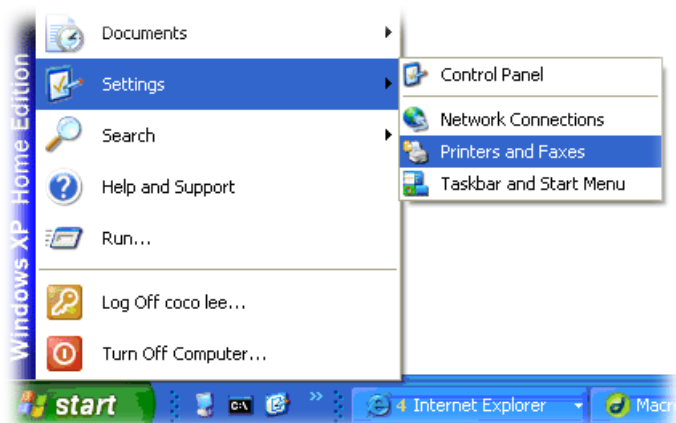 Windows XP Home Edition
Documents
Settings
Search
Help and Support
Run...
Log Off coco lee...
Turn Off Computer...
Control Panel
Network Connections
Printers and Faxes
Taskbar and Start Menu
start
C:\
»
4 Internet Explorer
Macr